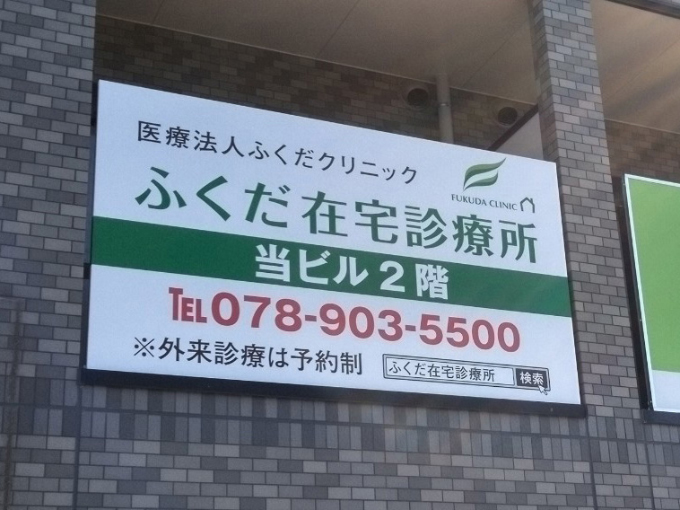 医療法人ふくだクリニック
FUKUDA CLINIC
ふくだ在宅診療所
当ビル2階
TEL078-903-5500
※外来診療は予約制
ふくだ在宅診療所 検索